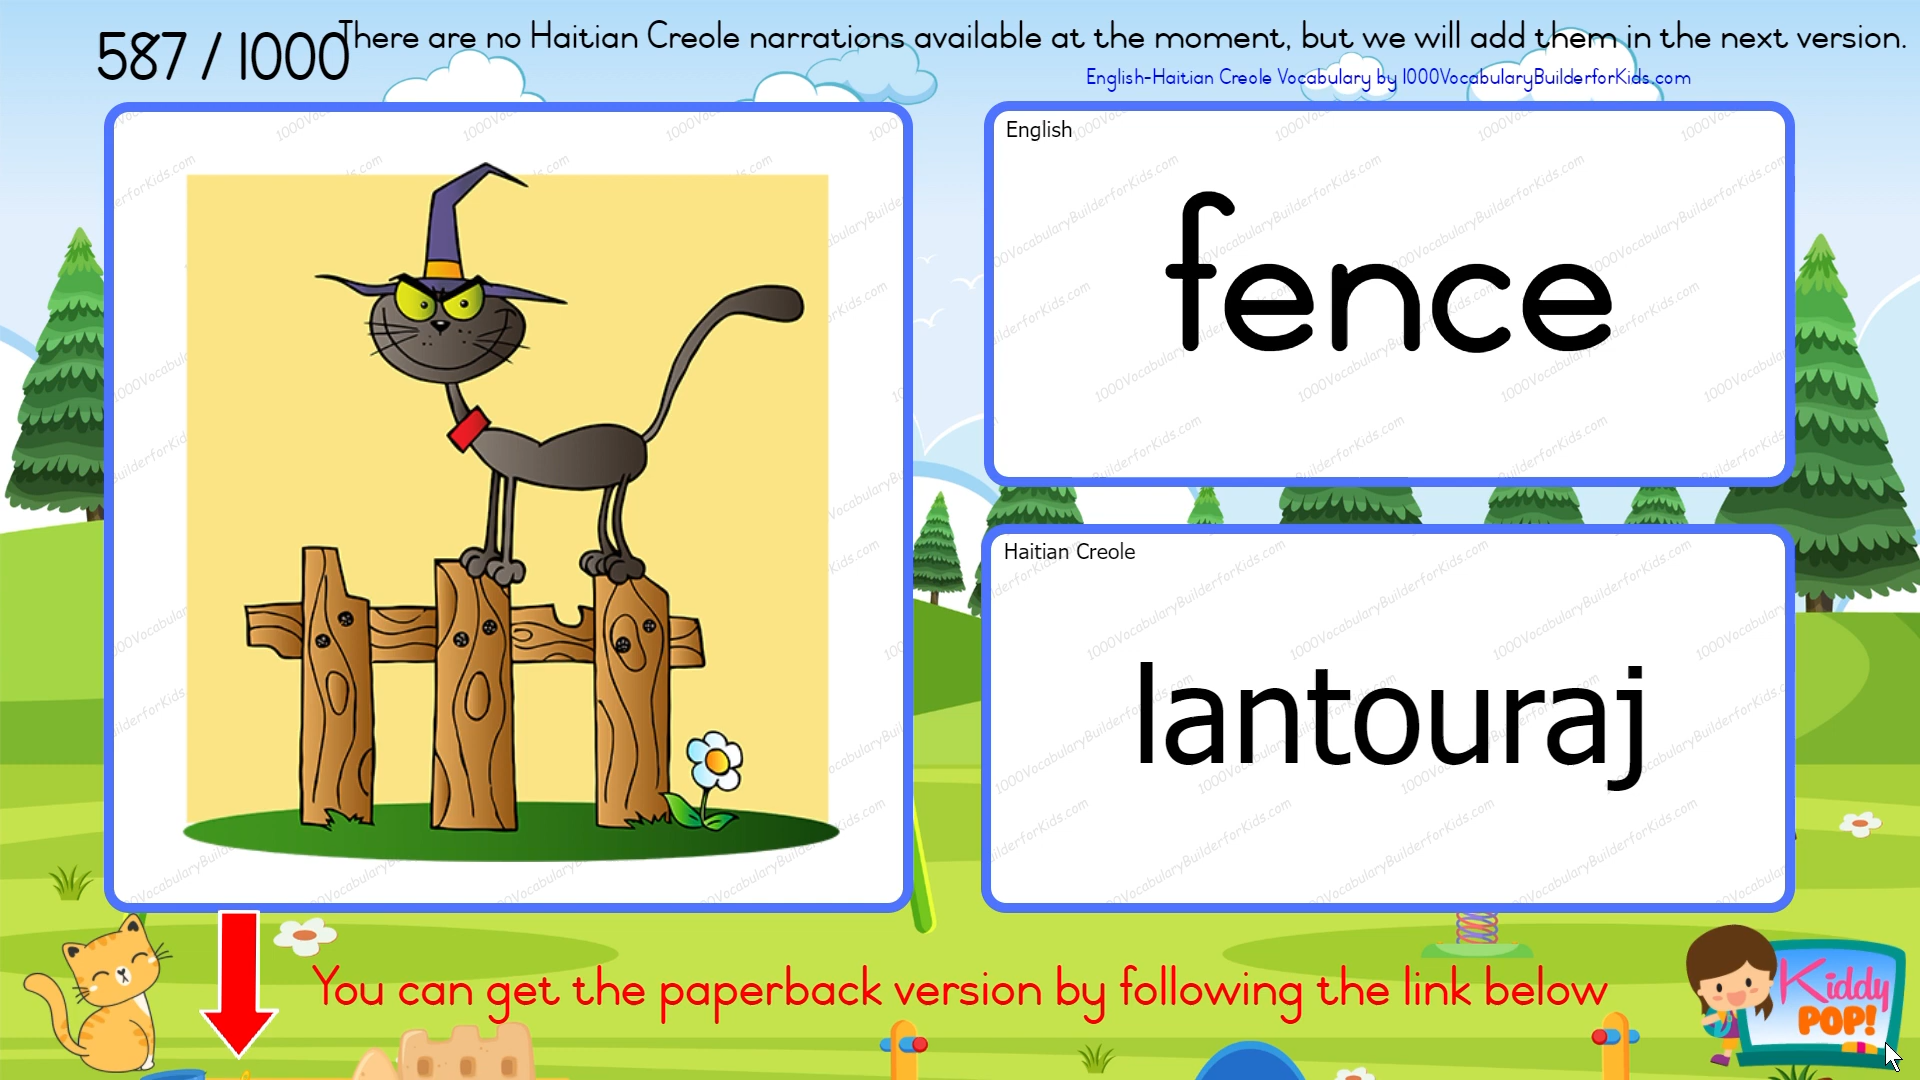 587 / 1000
There are no Haitian Creole narrations available at the moment, but we will add them in the next version.
English-Haitian Creole Vocabulary by 1000VocabularyBuilderforKids.com
English
fence
Haitian Creole
lantouraj
You can get the paperback version by following the link below
Kiddy
POP!
1000VocabularyBuilderforKids.com